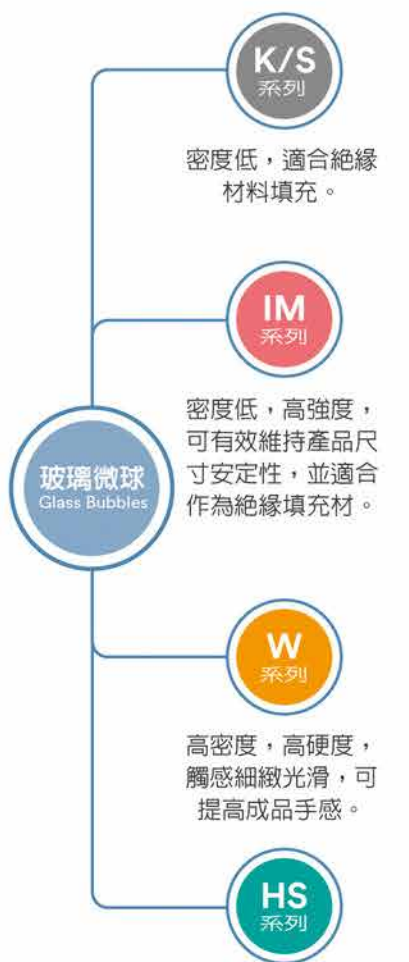 K/S
系列
密度低，適合絕緣
材料填充。
IM
系列
密度低，高強度，
可有效維持產品尺
寸安定性，並適合
作為絕緣填充材。
玻璃微球
Glass Bubbles
W
系列
高密度，高硬度，
觸感細緻光滑，可
提高成品手感。
HS
系列